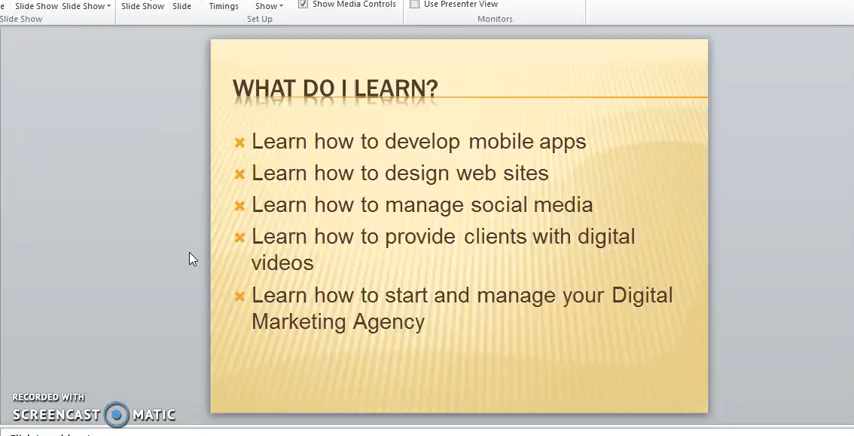 Slide Show Slide Show Slide Show Slide Timings Show Show Media Controls Use Presenter View
Slide Show Set Up Monitors
WHAT DO I LEARN?
Learn how to develop mobile apps
Learn how to design web sites
Learn how to manage social media
Learn how to provide clients with digital
videos
Learn how to start and manage your Digital
Marketing Agency
RECORDED WITH
SCREENCAST MATIC